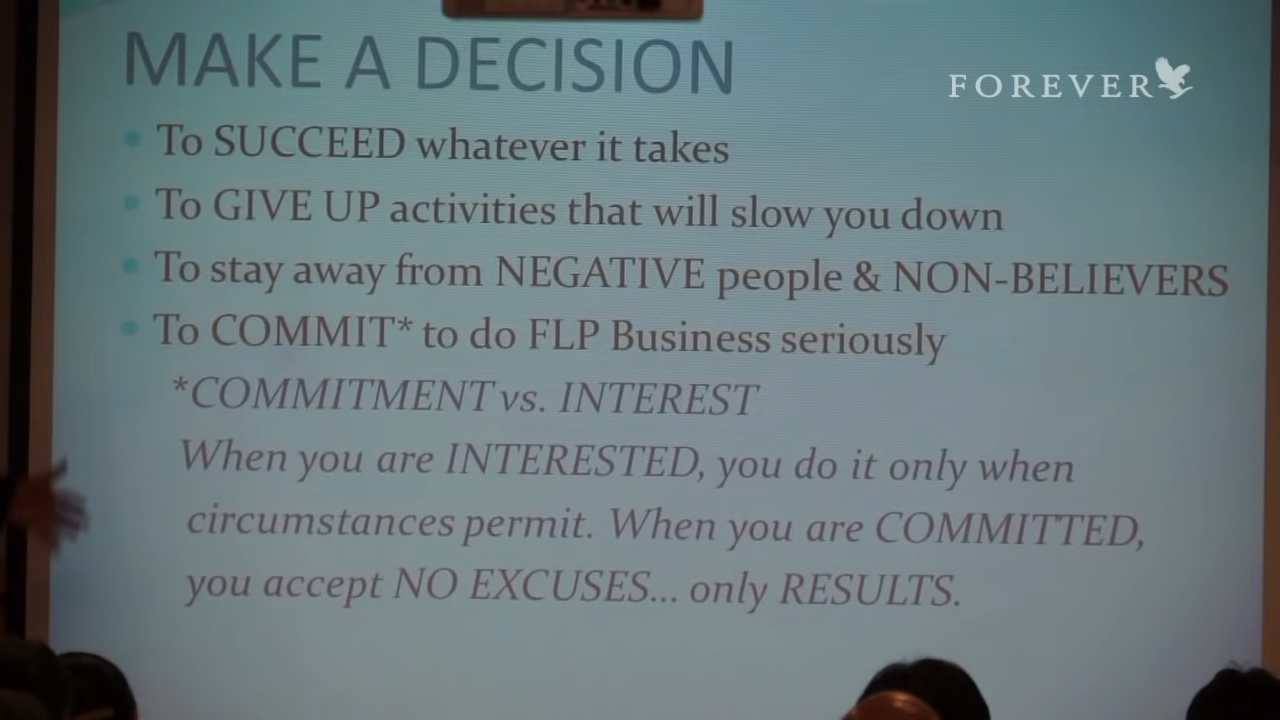 MAKE A DECISION
FOREVER
To SUCCEED whatever it takes
To GIVE UP activities that will slow you down
To stay away from NEGATIVE people & NON-BELIEVERS
To COMMIT* to do FLP Business seriously
*COMMITMENT vs. INTEREST
When you are INTERESTED, you do it only when
circumstances permit. When you are COMMITTED,
you accept NO EXCUSES... only RESULTS.